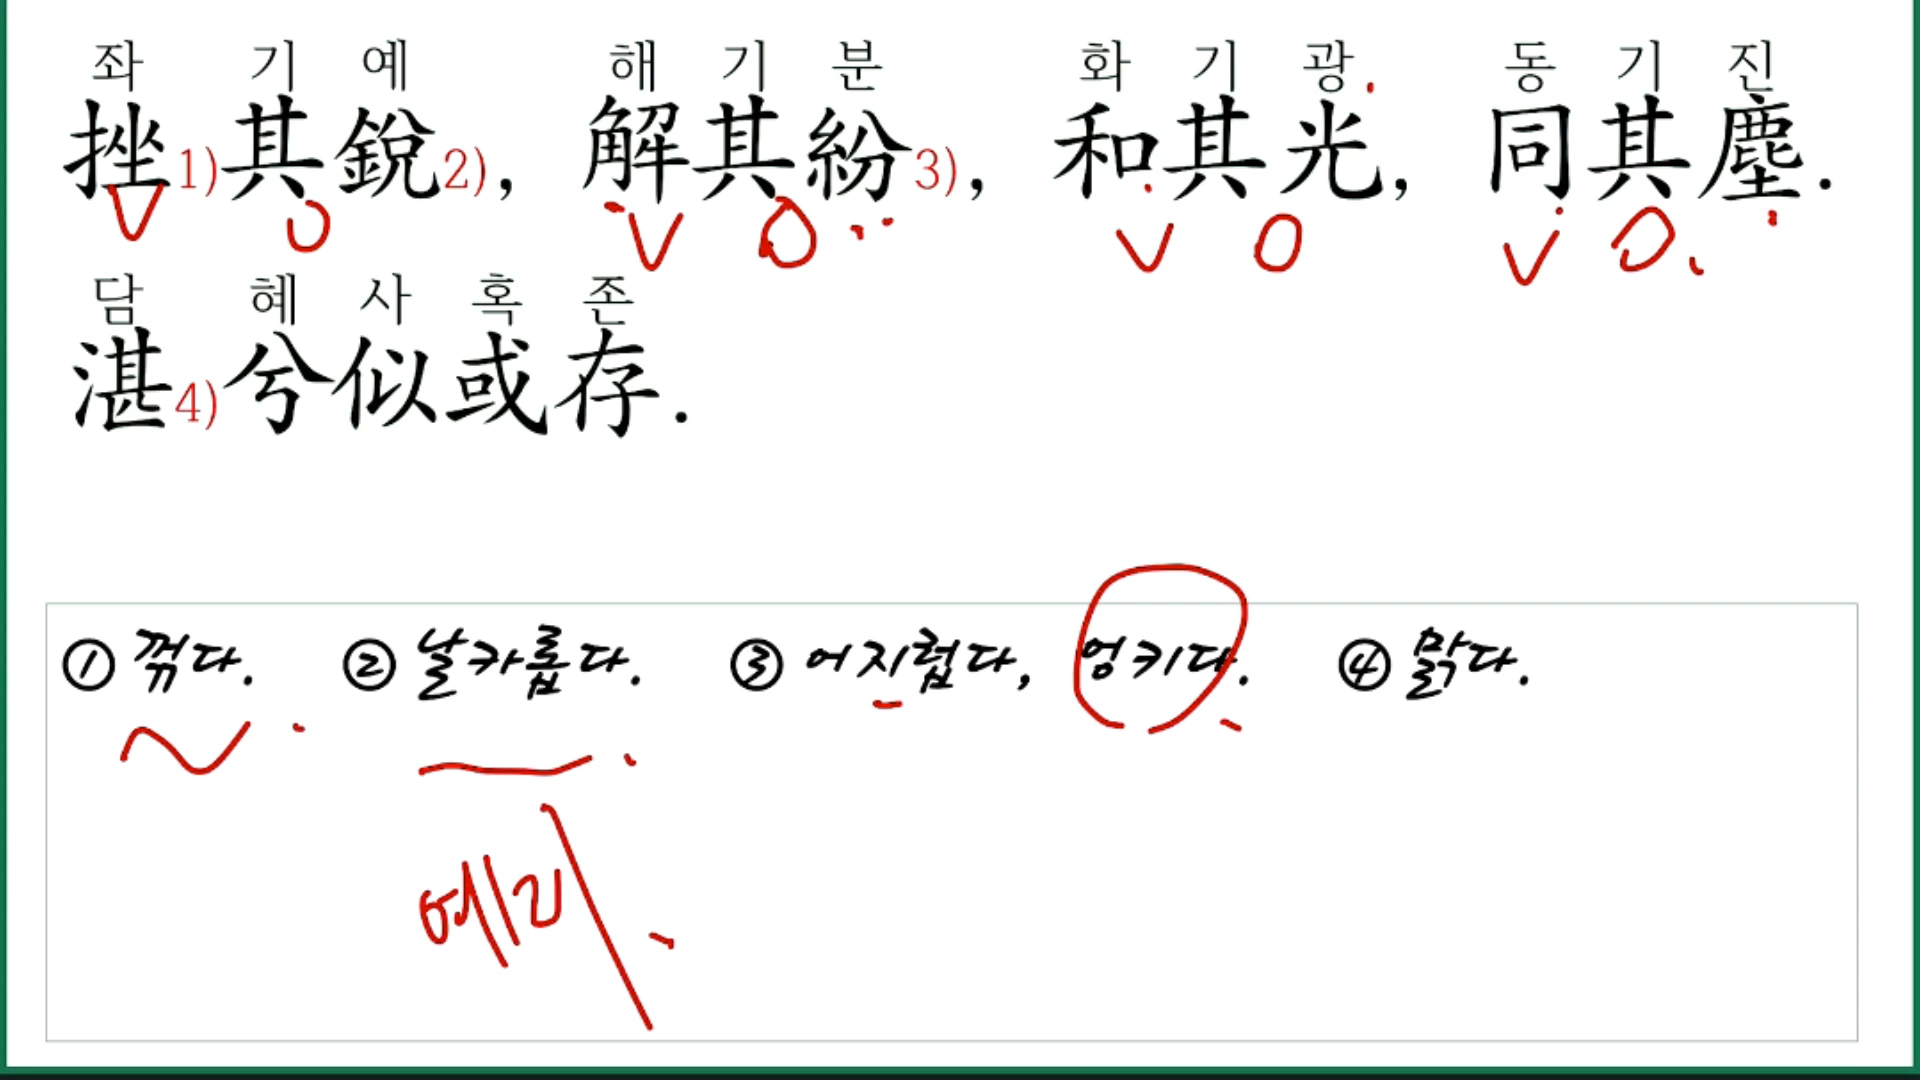 좌 기 예 해 기 분 화 기 광 동 기 진
挫1)其銳2), 解其紛3), 和其光, 同其塵.
담 혜 사 혹 존
湛4)兮似或存.
① 꺾다. ② 날카롭다. ③ 어지럽다, 엉키다. ④ 맑다.
예리